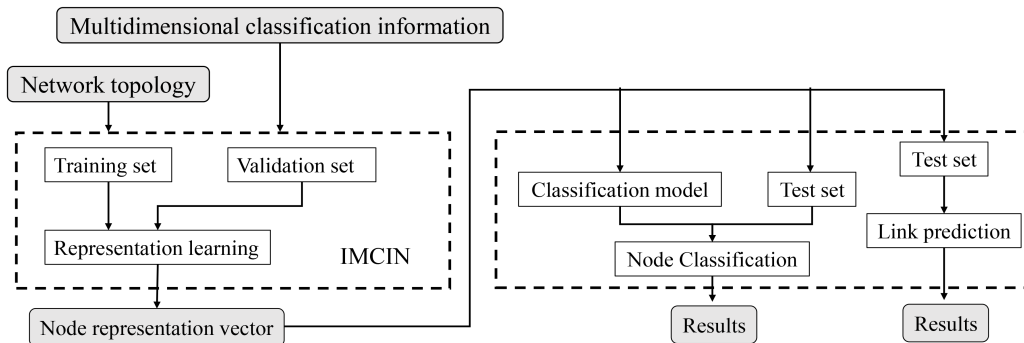 Multidimensional classification information
Network topology
Training set
Validation set
Representation learning
IMCIN
Node representation vector
Classification model
Test set
Test set
Node Classification
Link prediction
Results
Results